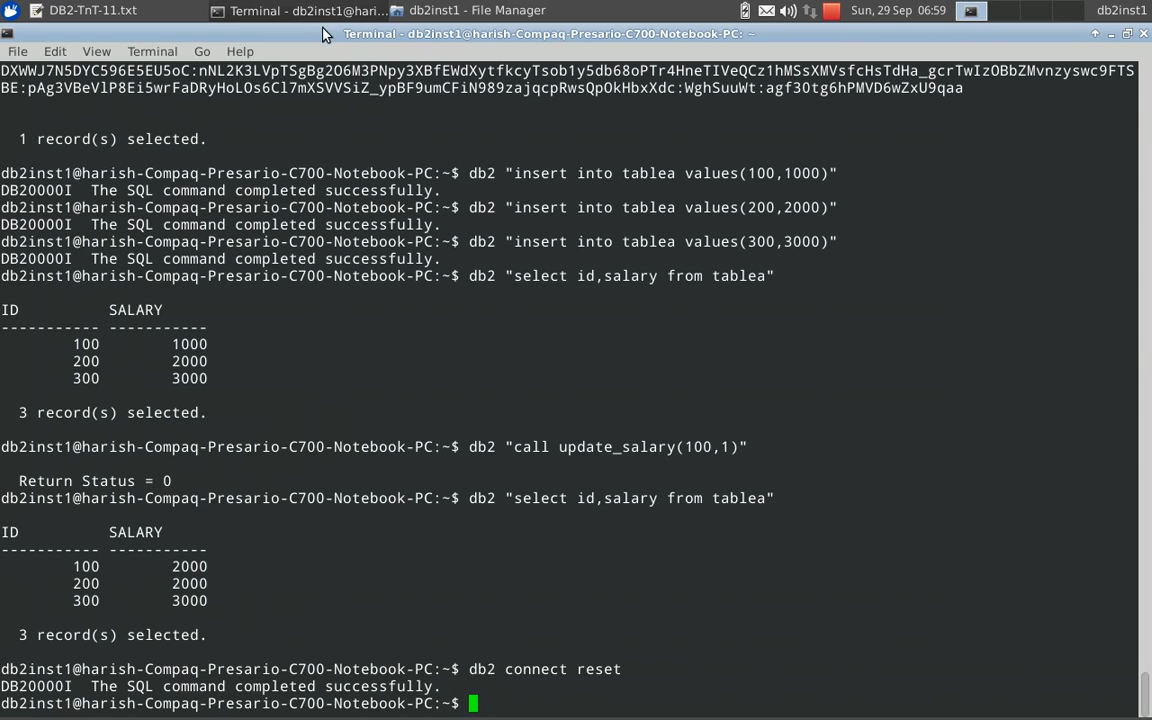 DB2-TnT-11.txt
Terminal - db2inst1@hari...
db2inst1 - File Manager
Sun, 29 Sep 06:59
db2inst1
Terminal - db2inst1@harish-Compaq-Presario-C700-Notebook-PC: ~
File Edit View Terminal Go Help
DXWWJ7N5DYC596E5EU5oC:nNL2K3LVpTSgBg2O6M3PNpy3XBfEWdXytfkcyTsob1y5db68oPTr4HneTIVeQCz1hMSsXMVsfcHsTdHa_gcrTwIzOBbZMvnzyswc9FTS
BE:pAg3VBeVlP8Ei5wrFaDRyHoLOs6Cl7mXSVVSiZ_ypBF9umCFiN989zajqcpRwsQpOkHbxXdc:WghSuuWt:agf30tg6hPMVD6wZxU9qaa
1 record(s) selected.
db2inst1@harish-Compaq-Presario-C700-Notebook-PC:~$ db2 "insert into tablea values(100,1000)"
DB20000I  The SQL command completed successfully.
db2inst1@harish-Compaq-Presario-C700-Notebook-PC:~$ db2 "insert into tablea values(200,2000)"
DB20000I  The SQL command completed successfully.
db2inst1@harish-Compaq-Presario-C700-Notebook-PC:~$ db2 "insert into tablea values(300,3000)"
DB20000I  The SQL command completed successfully.
db2inst1@harish-Compaq-Presario-C700-Notebook-PC:~$ db2 "select id,salary from tablea"
ID          SALARY
----------- -----------
        100        1000
        200        2000
        300        3000
3 record(s) selected.
db2inst1@harish-Compaq-Presario-C700-Notebook-PC:~$ db2 "call update_salary(100,1)"
Return Status = 0
db2inst1@harish-Compaq-Presario-C700-Notebook-PC:~$ db2 "select id,salary from tablea"
ID          SALARY
----------- -----------
        100        2000
        200        2000
        300        3000
3 record(s) selected.
db2inst1@harish-Compaq-Presario-C700-Notebook-PC:~$ db2 connect reset
DB20000I  The SQL command completed successfully.
db2inst1@harish-Compaq-Presario-C700-Notebook-PC:~$